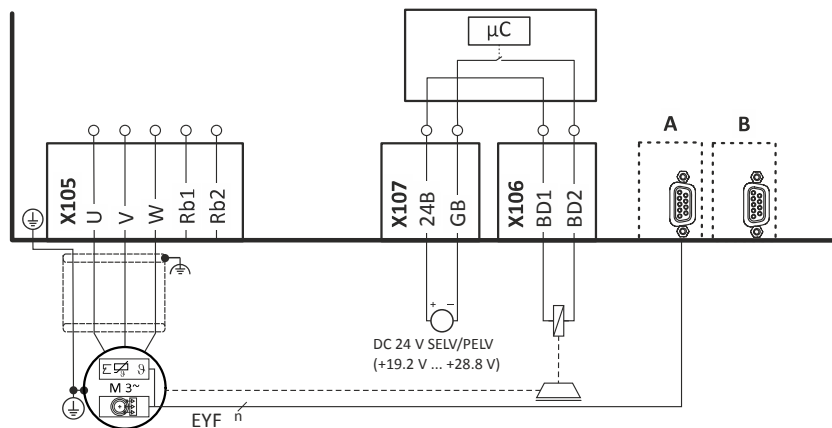 µC
A
B
X105
U
V
W
Rb1
Rb2
X107
24B
GB
X106
BD1
BD2
+ −
DC 24 V SELV/PELV
(+19.2 V ... +28.8 V)
Σ ϑ ϑ
M 3~
EYF
n